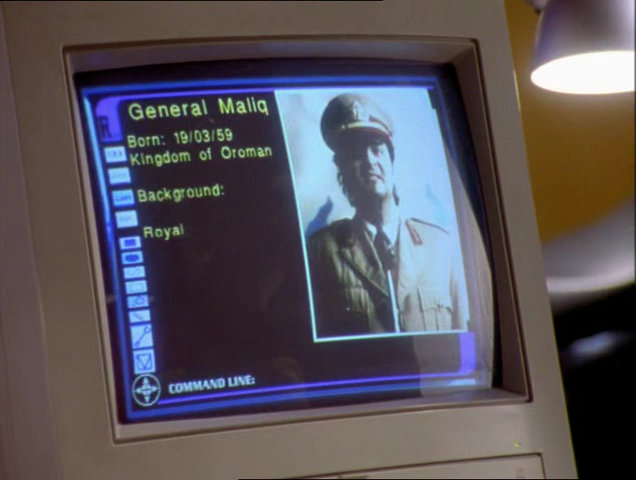 General Maliq
Born: 19/03/59
Kingdom of Oroman
Background:
Royal
COMMAND LINE: